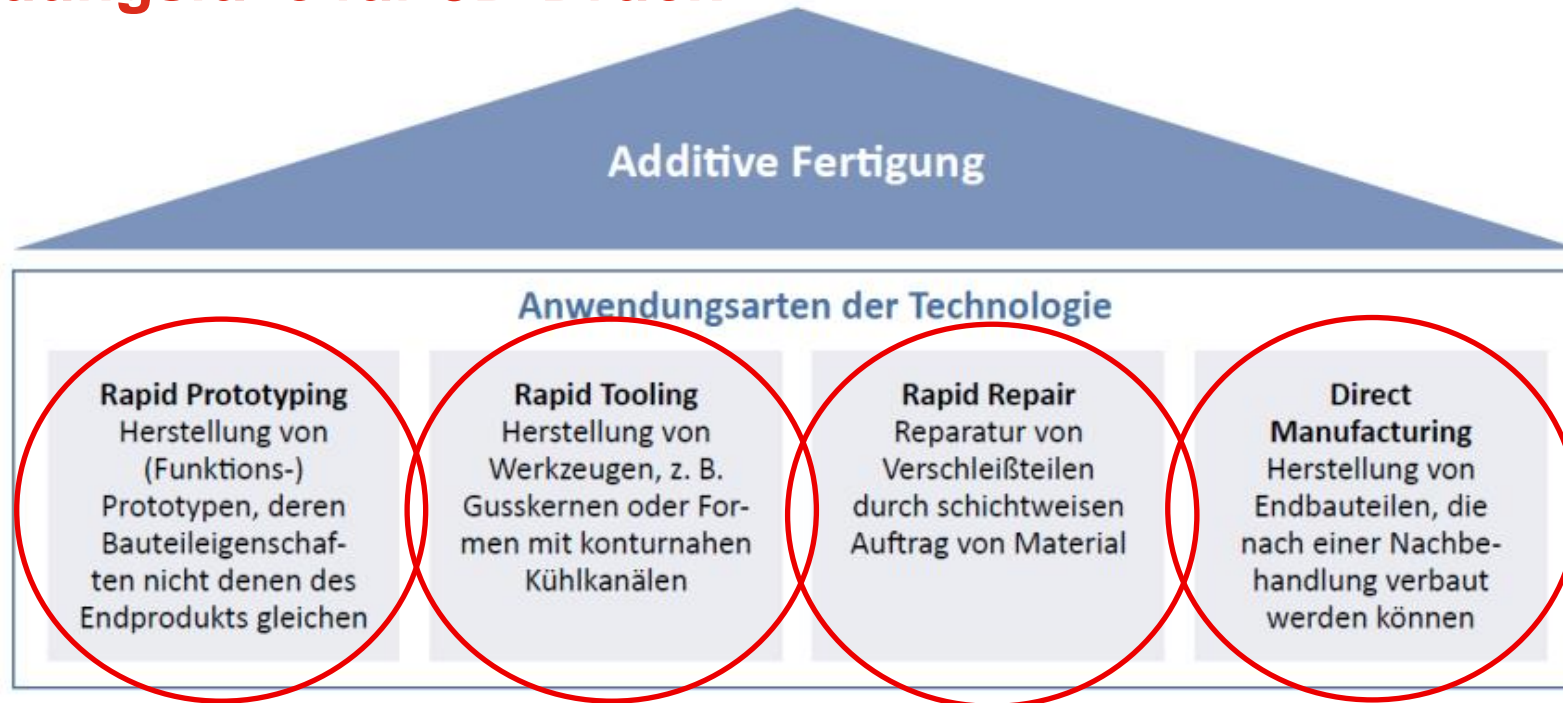 Additive Fertigung
Anwendungsarten der Technologie
Rapid Prototyping
Herstellung von
(Funktions-)
Prototypen, deren
Bauteileigenschaf-
ten nicht denen des
Endprodukts gleichen
Rapid Tooling
Herstellung von
Werkzeugen, z. B.
Gusskernen oder For-
men mit konturnahen
Kühlkanälen
Rapid Repair
Reparatur von
Verschleißteilen
durch schichtweisen
Auftrag von Material
Direct
Manufacturing
Herstellung von
Endbauteilen, die
nach einer Nachbe-
handlung verbaut
werden können